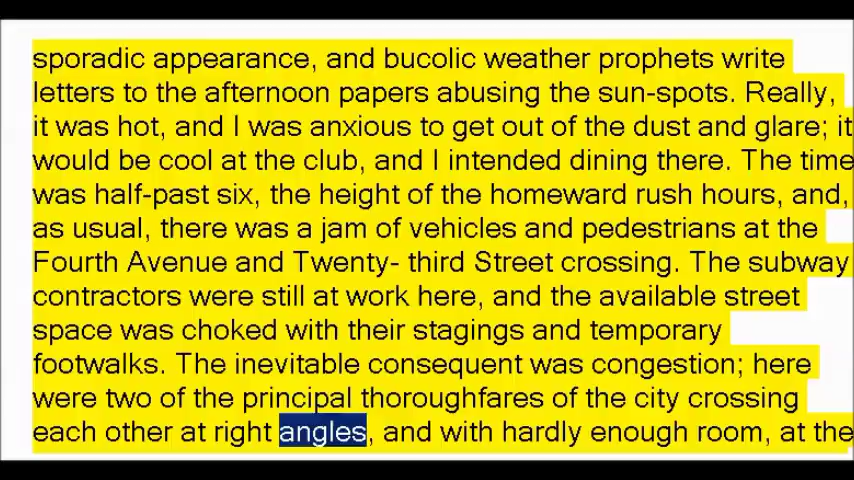 sporadic appearance, and bucolic weather prophets write
letters to the afternoon papers abusing the sun-spots. Really,
it was hot, and I was anxious to get out of the dust and glare; it
would be cool at the club, and I intended dining there. The time
was half-past six, the height of the homeward rush hours, and,
as usual, there was a jam of vehicles and pedestrians at the
Fourth Avenue and Twenty- third Street crossing. The subway
contractors were still at work here, and the available street
space was choked with their stagings and temporary
footwalks. The inevitable consequent was congestion; here
were two of the principal thoroughfares of the city crossing
each other at right angles, and with hardly enough room, at the